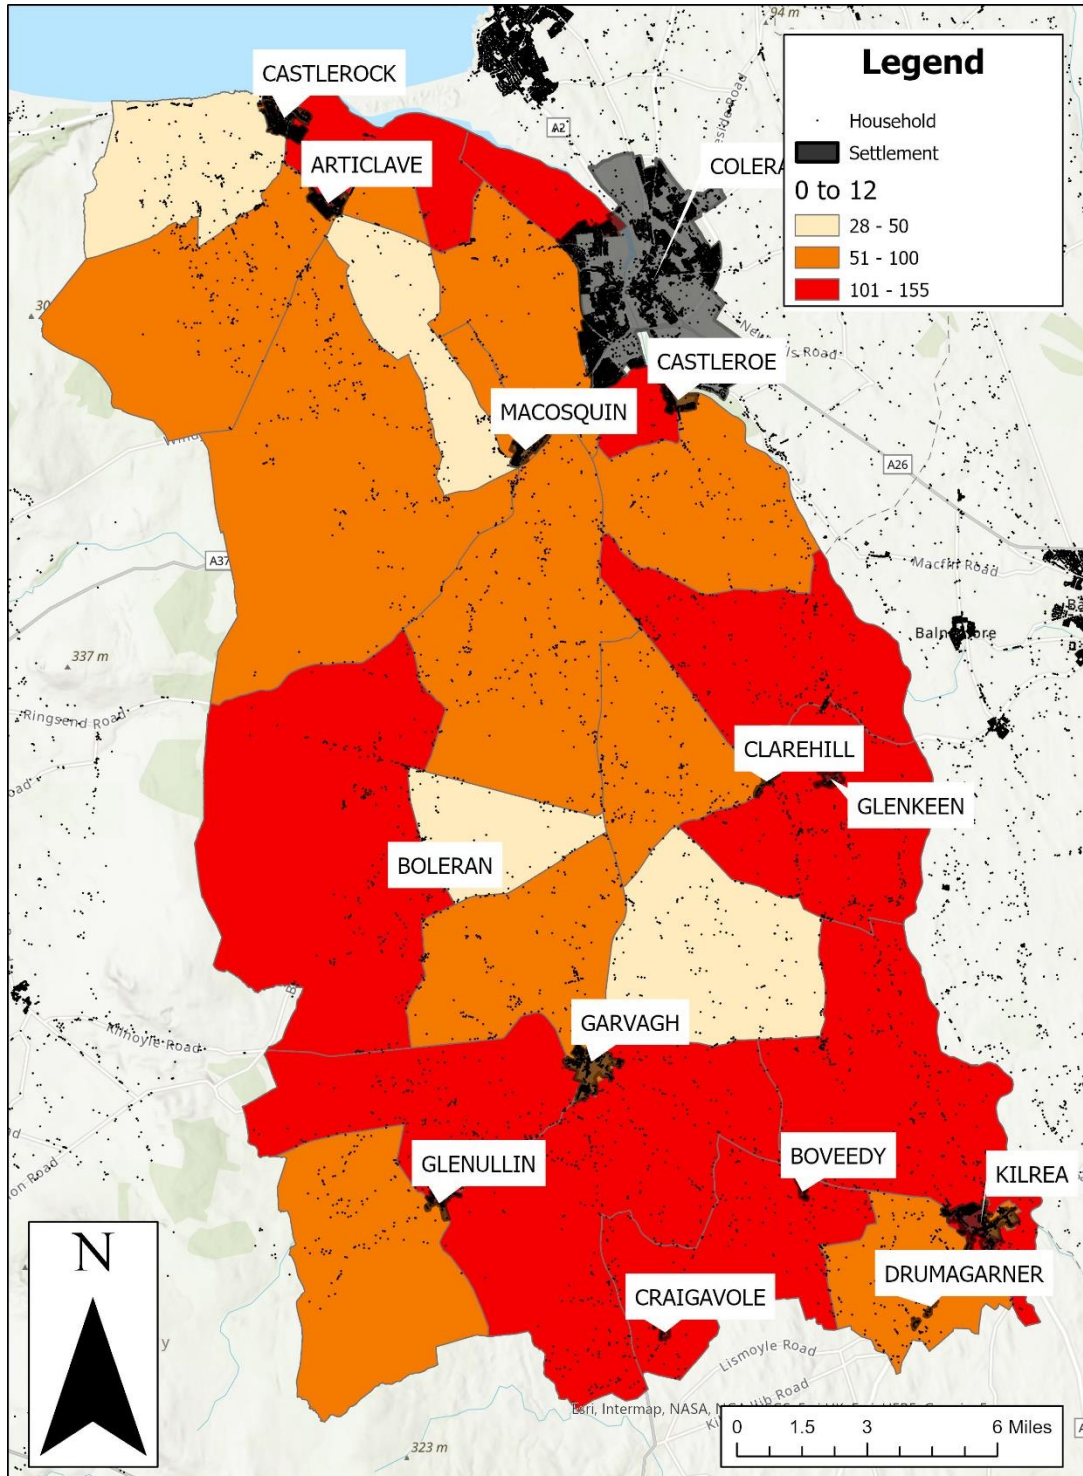 94 m
CASTLEROCK
Legend
Household
Settlement
0 to 12
28 - 50
51 - 100
101 - 155
A2
ARTICLAVE
COLERA
CASTLEROE
MACOSQUIN
A26
A37
Macfin Road
337 m
Ringsend Road
CLAREHILL
GLENKEEN
BOLERAN
GARVAGH
Kilhoyle Road
GLENULLIN
BOVEEDY
KILREA
N
DRUMAGARNER
CRAIGAVOLE
Lismoyle Road
Esri, Intermap, NASA,
323 m
0 1.5 3 6 Miles